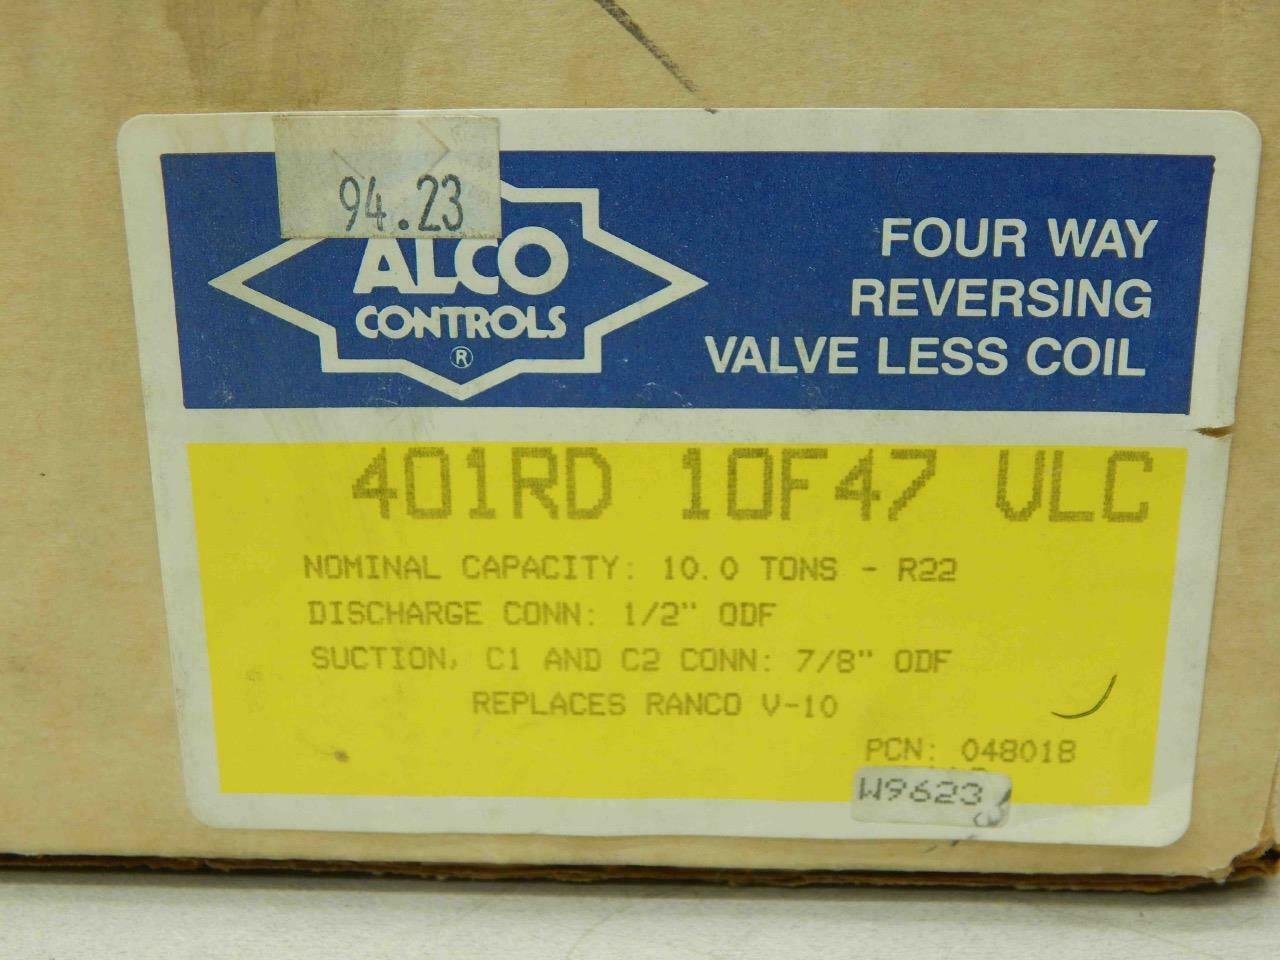 94.23
ALCO
CONTROLS
®
FOUR WAY
REVERSING
VALVE LESS COIL
401RD 10F47 VLC
NOMINAL CAPACITY: 10.0 TONS - R22
DISCHARGE CONN: 1/2" ODF
SUCTION, C1 AND C2 CONN: 7/8" ODF
REPLACES RANCO V-10
PCN: 048018
W9623